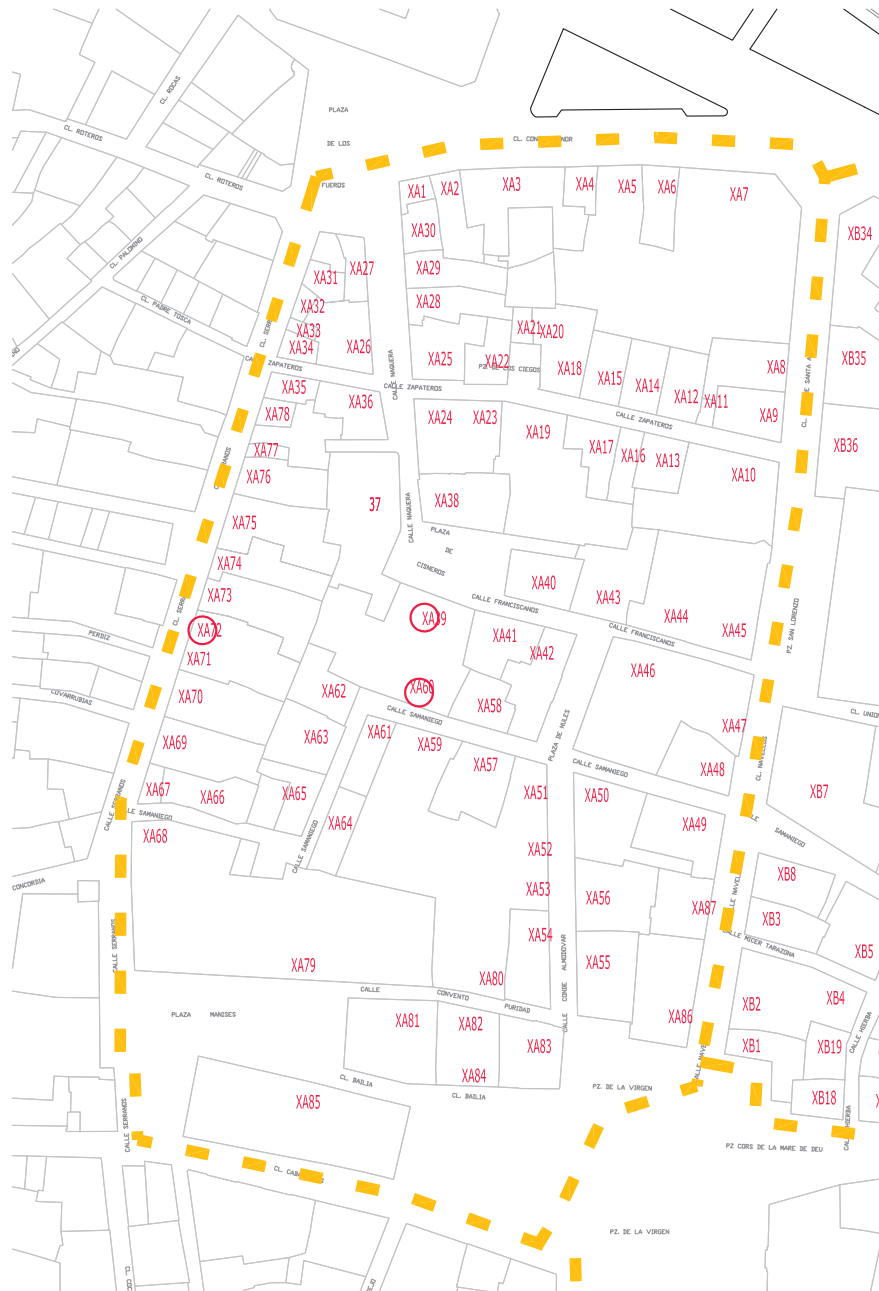 CL. ROCAS
PLAZA
CL. ROTEROS
DE LOS
CL. ROTEROS
FUEROS
XA1
XA2
XA3
XA4
XA5
XA6
XA7
XB34
XA30
CL. PALOMINO
XA31
XA27
XA29
XA28
XA32
CL. PADRE TOSCA
XA33
XA34
XA26
XA21
XA20
XA25
XA22
XA18
XB35
CALLE NAQUERA
PZ. DE LOS CIEGOS
XA15
XA14
XA8
XA35
CALLE ZAPATEROS
XA36
XA12
XA11
XA78
XA24
XA23
CALLE ZAPATEROS
XA9
XA19
XA77
XA17
XA16
XA13
XB36
XA76
XA10
37
XA38
CALLE NAQUERA
XA75
PLAZA
DE
CISNEROS
XA74
XA73
XA40
XA43
CALLE FRANCISCANOS
XA44
XA45
PZ. SAN LORENZO
XA72
XA39
XA41
CALLE FRANCISCANOS
PERDIZ
XA42
XA71
XA46
COVARRUBIAS
XA70
XA62
XA60
XA58
CALLE SAMANIEGO
PLAZA DE NULES
XA47
XA69
XA63
XA61
XA59
XA57
CALLE SAMANIEGO
XA48
XA67
XA66
XA65
XA51
XA50
XB7
XA68
XA64
XA49
SAMANIEGO
CALLE SAMANIEGO
XA52
XB8
CONCORDIA
XA53
XA56
XA87
XB3
CALLE SERRANOS
XA54
XB5
XA79
XA80
XA55
CALLE CONDE ALMODOVAR
CALLE
CONVENTO
PURIDAD
XB2
XB4
PLAZA MANISES
XA81
XA82
XA83
XA86
XB1
XB19
CALLE HIERBA
CL. BAILIA
XA84
CL. BAILIA
PZ. DE LA VIRGEN
XB18
XA85
CALLE SERRANOS
PZ CORS DE LA MARE DE DEU
PZ. DE LA VIRGEN